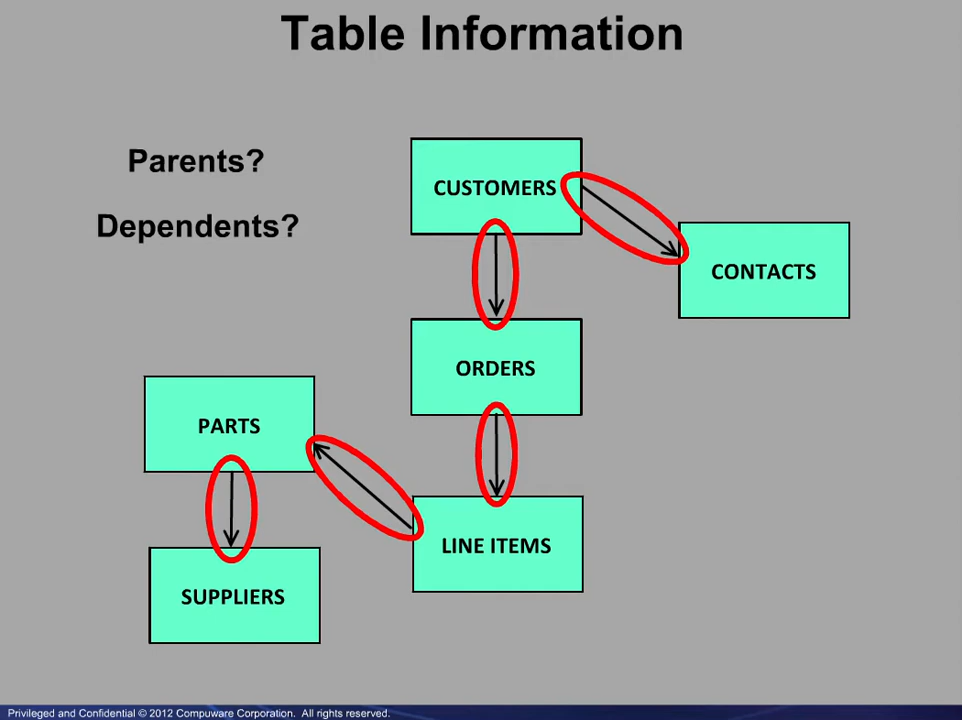 Table Information
Parents?
Dependents?
CUSTOMERS
CONTACTS
ORDERS
PARTS
LINE ITEMS
SUPPLIERS
Privileged and Confidential © 2012 Compuware Corporation. All rights reserved.